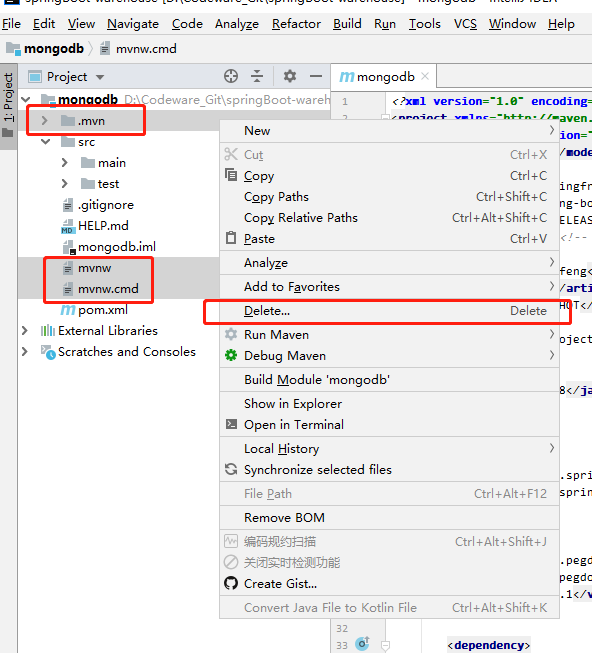 springBoot-warehouse [D:\Codeware_Git\springBoot-warehouse] - mongodb - IntelliJ IDEA
File Edit View Navigate Code Analyze Refactor Build Run Tools VCS Window Help
mongodb mvnw.cmd
1: Project
Project
mongodb D:\Codeware_Git\springBoot-wareh
.mvn
src
main
test
.gitignore
HELP.md
mongodb.iml
mvnw
mvnw.cmd
pom.xml
External Libraries
Scratches and Consoles
mongodb
1 <?xml version="1.0" encoding=
2 <project xmlns="http://maven.
New
Cut Ctrl+X
Copy Ctrl+C
Copy Paths Ctrl+Shift+C
Copy Relative Paths Ctrl+Alt+Shift+C
Paste Ctrl+V
Analyze
Add to Favorites
Delete... Delete
Run Maven
Debug Maven
Build Module 'mongodb'
Show in Explorer
Open in Terminal
Local History
Synchronize selected files
File Path Ctrl+Alt+F12
Remove BOM
编码规约扫描 Ctrl+Alt+Shift+J
关闭实时检测功能
Create Gist...
Convert Java File to Kotlin File Ctrl+Alt+Shift+K
ion=
/mode
ingfr
ng-bo
ELEAS
<!--
feng<
/arti
HOT</
oject
8</ja
.spri
sprin
.pegd
pegdo
.1</v
32
33 <dependency>